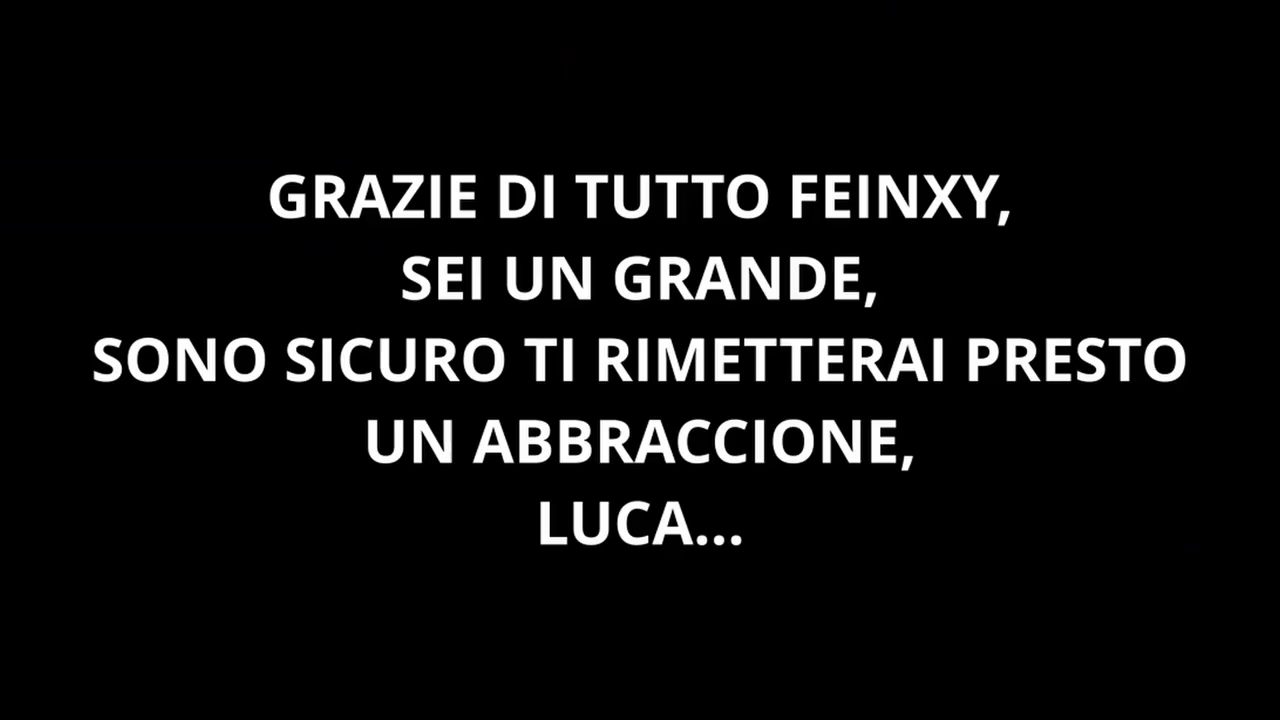 GRAZIE DI TUTTO FEINXY,
SEI UN GRANDE,
SONO SICURO TI RIMETTERAI PRESTO
UN ABBRACCIONE,
LUCA...